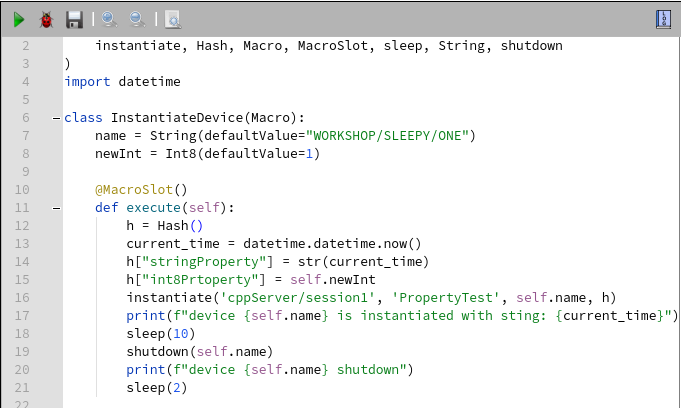 2 instantiate, Hash, Macro, MacroSlot, sleep, String, shutdown
3 )
4 import datetime
5
6 class InstantiateDevice(Macro):
7 name = String(defaultValue="WORKSHOP/SLEEPY/ONE")
8 newInt = Int8(defaultValue=1)
9
10 @MacroSlot()
11 def execute(self):
12 h = Hash()
13 current_time = datetime.datetime.now()
14 h["stringProperty"] = str(current_time)
15 h["int8Prtoperty"] = self.newInt
16 instantiate('cppServer/session1', 'PropertyTest', self.name, h)
17 print(f"device {self.name} is instantiated with sting: {current_time}")
18 sleep(10)
19 shutdown(self.name)
20 print(f"device {self.name} shutdown")
21 sleep(2)
22